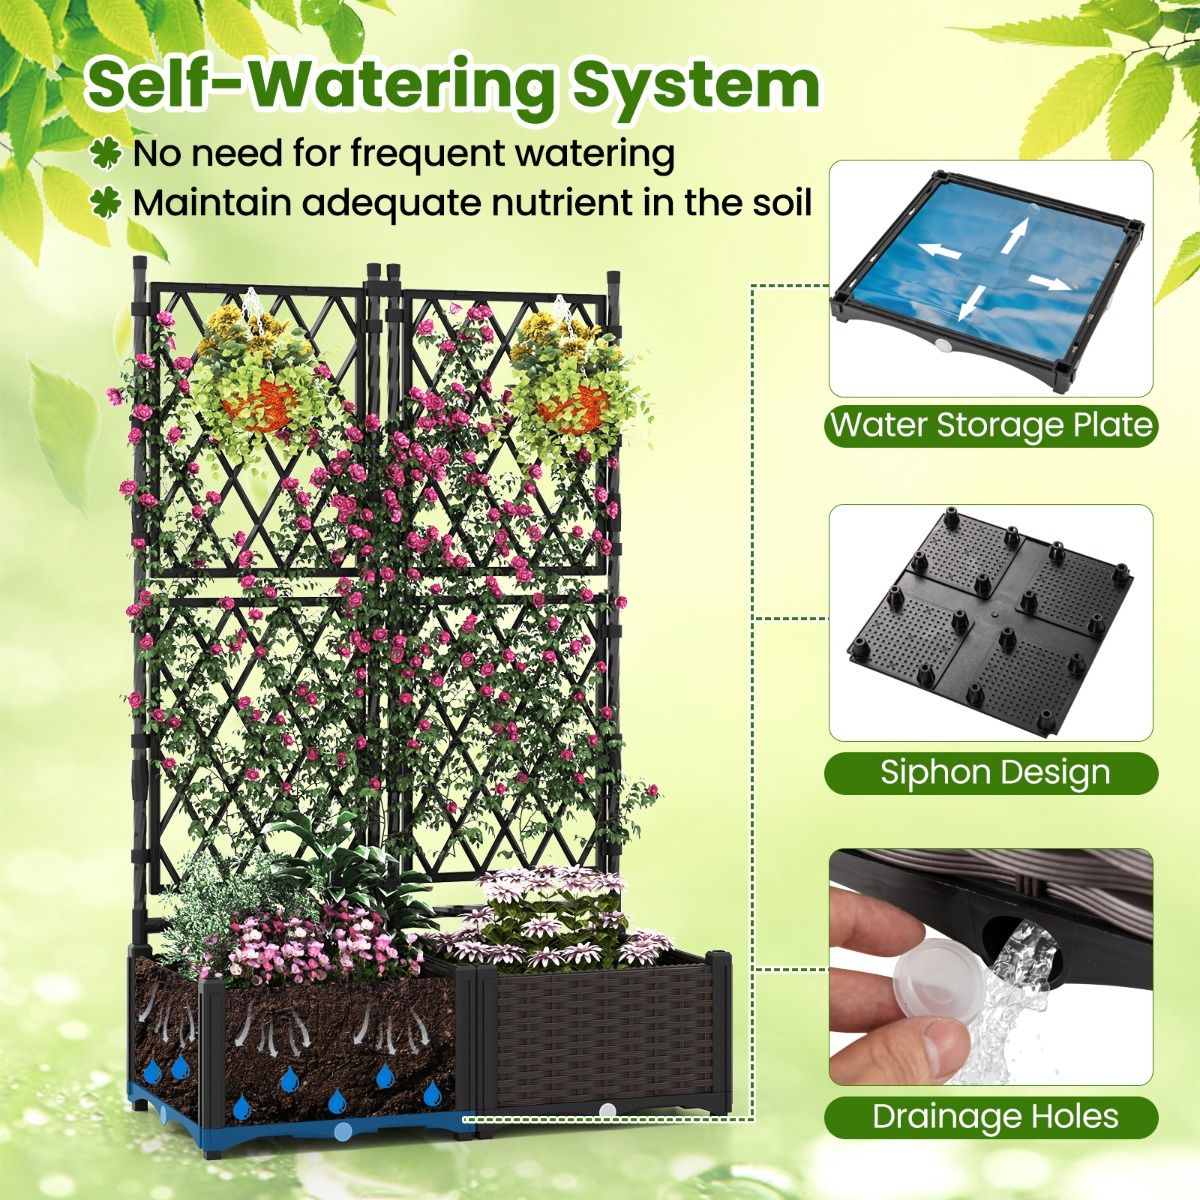 Self-Watering System
No need for frequent watering
Maintain adequate nutrient in the soil
Water Storage Plate
Siphon Design
Drainage Holes